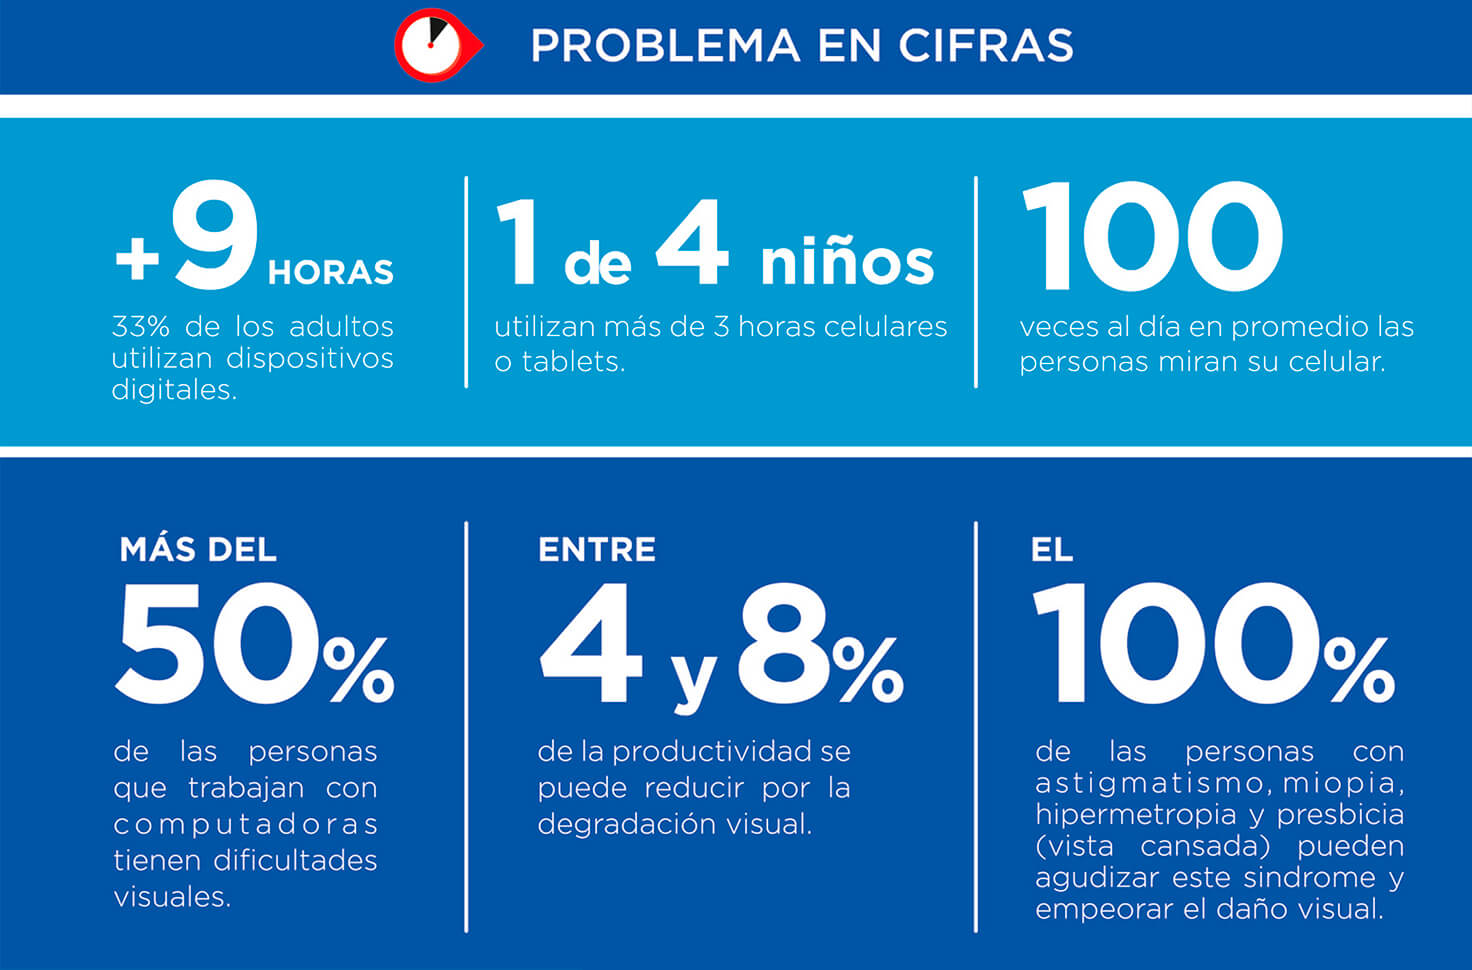 PROBLEMA EN CIFRAS
+9 HORAS
33% de los adultos
utilizan dispositivos
digitales.
1 de 4 niños
utilizan más de 3 horas celulares
o tablets.
100
veces al día en promedio las
personas miran su celular.
MÁS DEL
50%
de las personas
que trabajan con
computadoras
tienen dificultades
visuales.
ENTRE
4 y 8%
de la productividad se
puede reducir por la
degradación visual.
EL
100%
de las personas con
astigmatismo, miopia,
hipermetropia y presbicia
(vista cansada) pueden
agudizar este sindrome y
empeorar el daño visual.